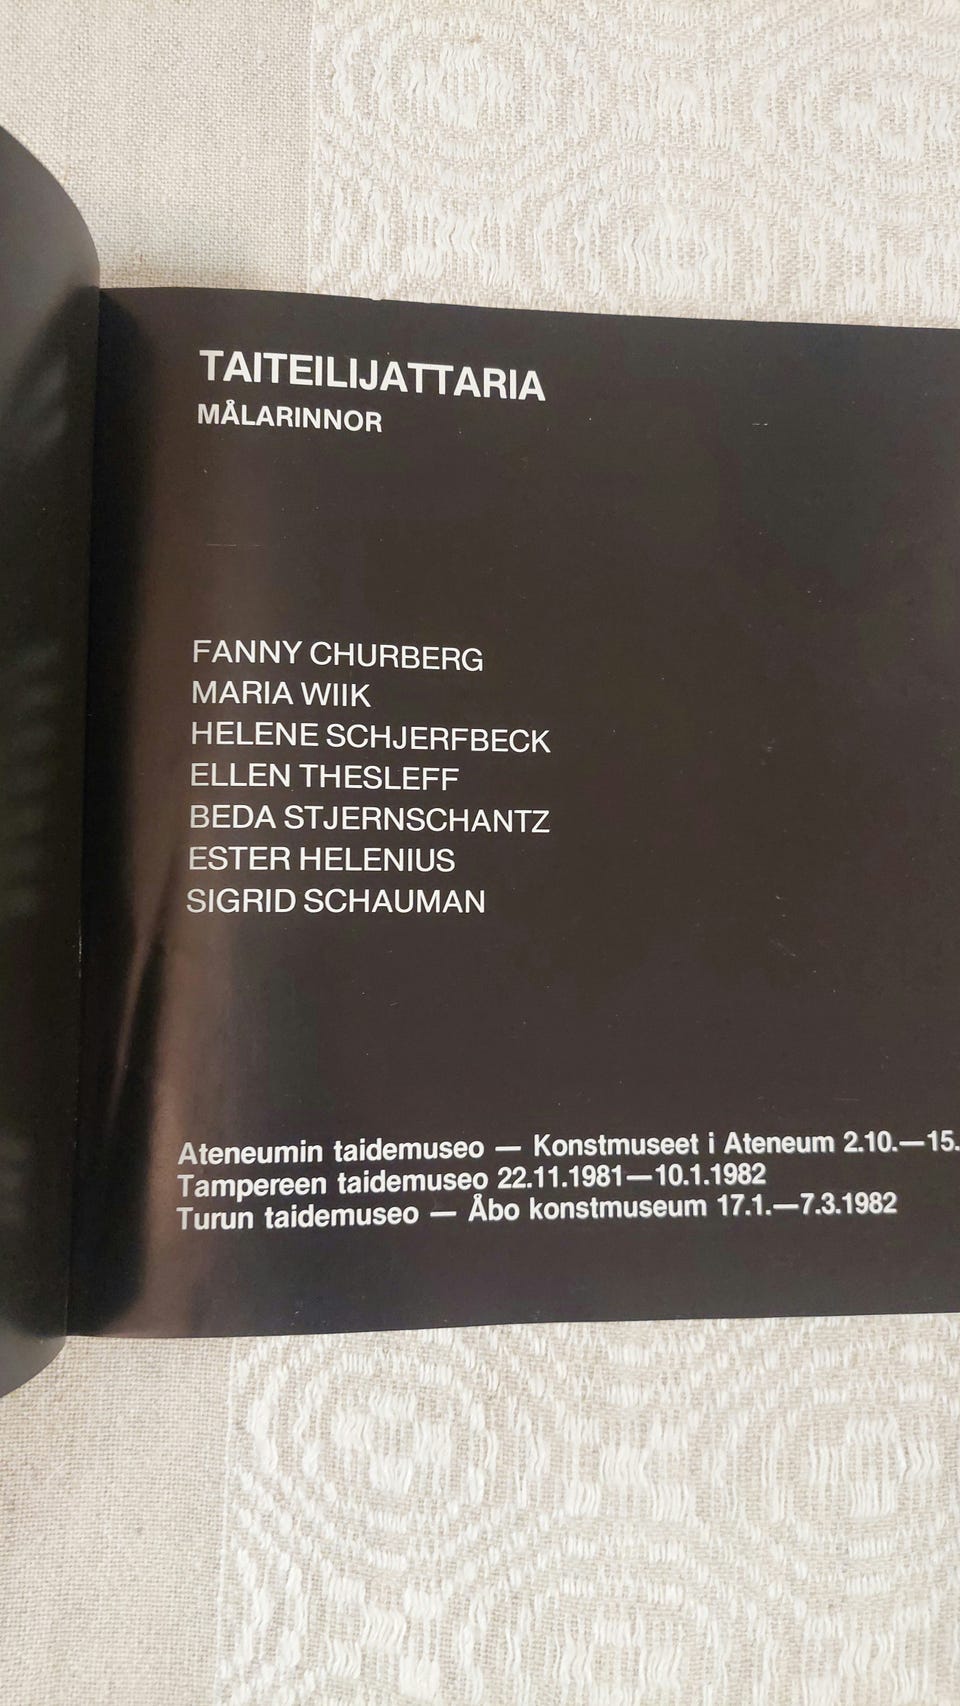 TAITEILIJATTARIA
MÅLARINNOR
FANNY CHURBERG
MARIA WIIK
HELENE SCHJERFBECK
ELLEN THESLEFF
BEDA STJERNSCHANTZ
ESTER HELENIUS
SIGRID SCHAUMAN
Ateneumin taidemuseo — Konstmuseet i Ateneum 2.10.—15.
Tampereen taidemuseo 22.11.1981—10.1.1982
Turun taidemuseo — Åbo konstmuseum 17.1.—7.3.1982